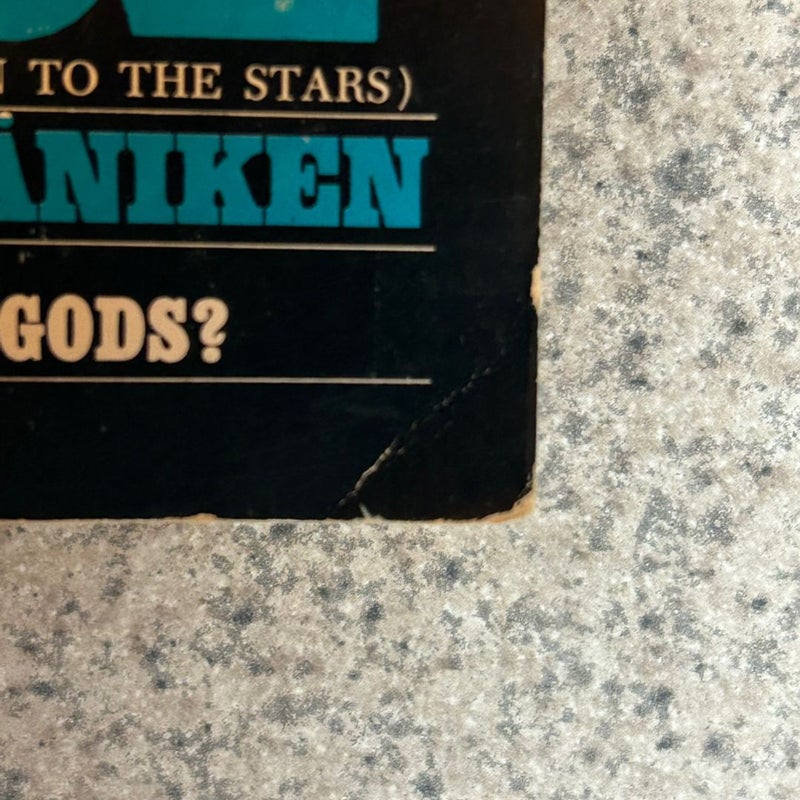 TO THE STARS)
ÄNIKEN
GODS?